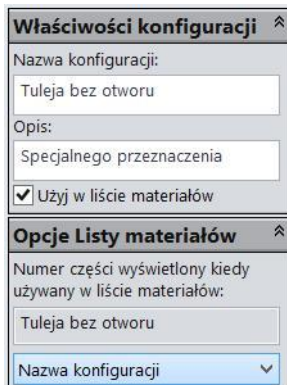 Właściwości konfiguracji
Nazwa konfiguracji:
Tuleja bez otworu
Opis:
Specjalnego przeznaczenia
Użyj w liście materiałów
Opcje Listy materiałów
Numer części wyświetlony kiedy
używany w liście materiałów:
Tuleja bez otworu
Nazwa konfiguracji